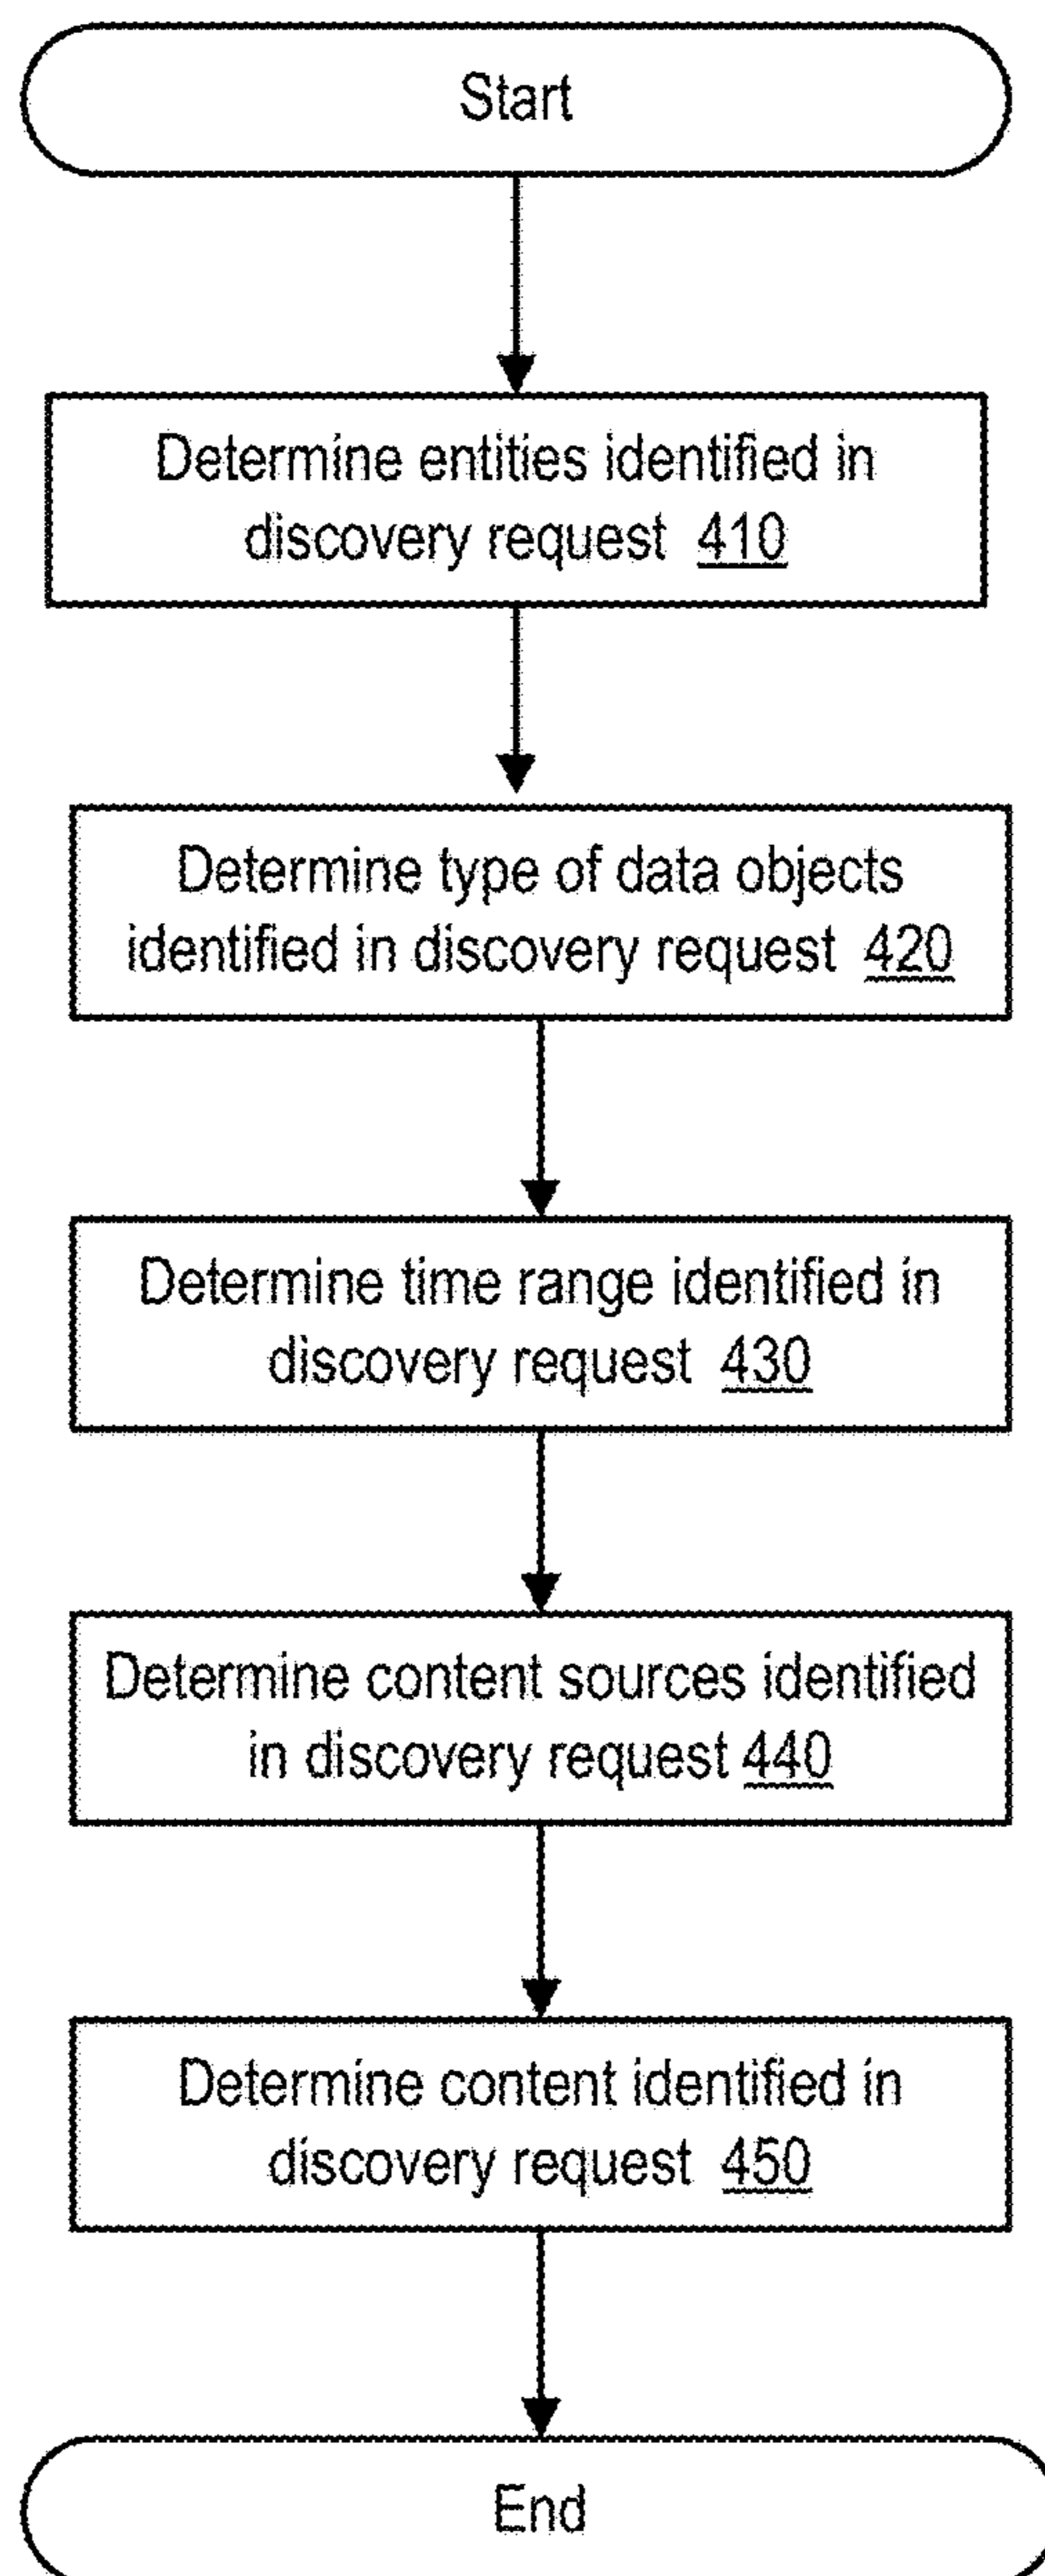 Start
Determine entities identified in
discovery request 410
Determine type of data objects
identified in discovery request 420
Determine time range identified in
discovery request 430
Determine content sources identified
in discovery request 440
Determine content identified in
discovery request 450
End